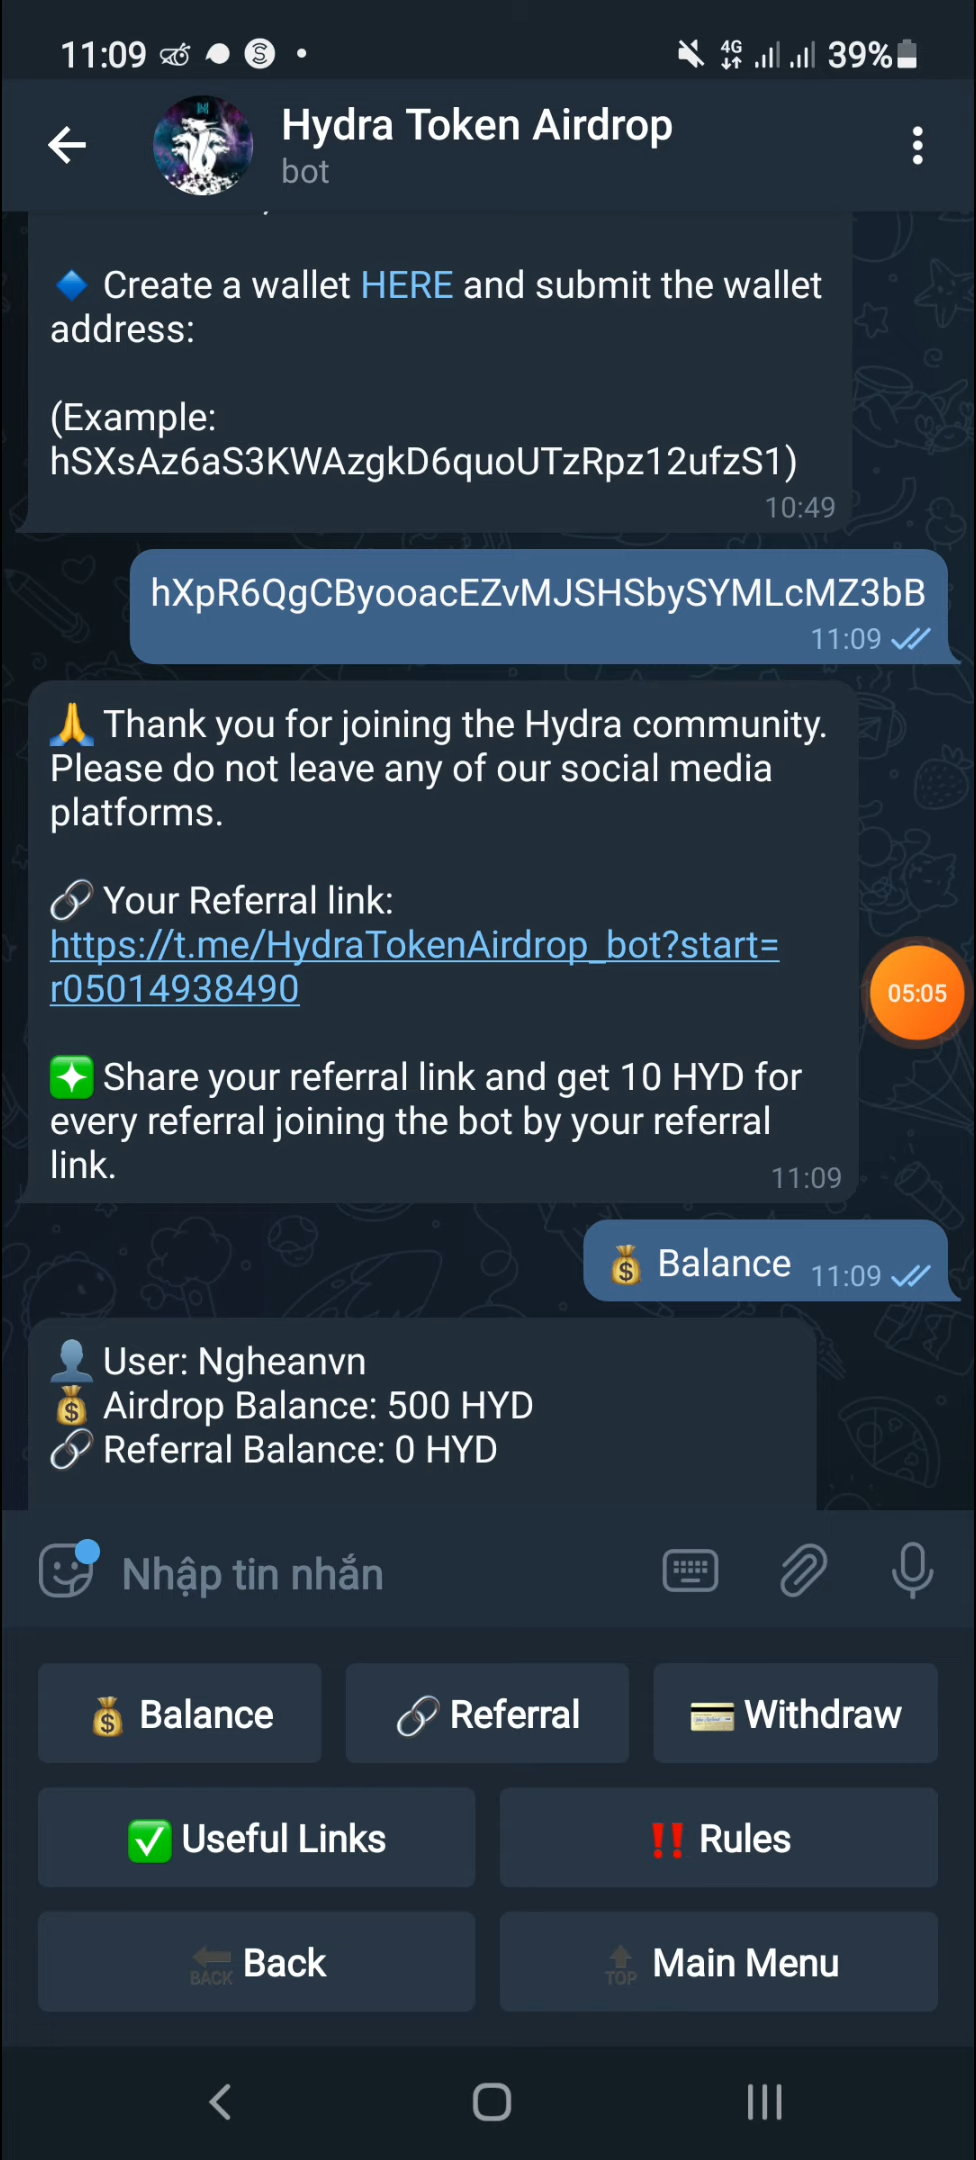 11:09
4G
39%
Hydra Token Airdrop
bot
Create a wallet HERE and submit the wallet
address:
(Example:
hSXsAz6aS3KWAzgkD6quoUTzRpz12ufzS1)
10:49
hXpR6QgCByooacEZvMJSHSbySYMLcMZ3bB
11:09
Thank you for joining the Hydra community.
Please do not leave any of our social media
platforms.
Your Referral link:
https://t.me/HydraTokenAirdrop_bot?start=
r05014938490
05:05
Share your referral link and get 10 HYD for
every referral joining the bot by your referral
link.
11:09
Balance 11:09
User: Ngheanvn
Airdrop Balance: 500 HYD
Referral Balance: 0 HYD
Nhập tin nhắn
Balance
Referral
Withdraw
Useful Links
Rules
BACK Back
TOP Main Menu